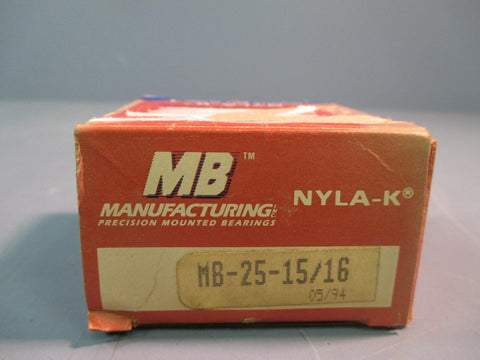 MB™
MANUFACTURING INC.
PRECISION MOUNTED BEARINGS
NYLA-K®
MB-25-15/16
05/94